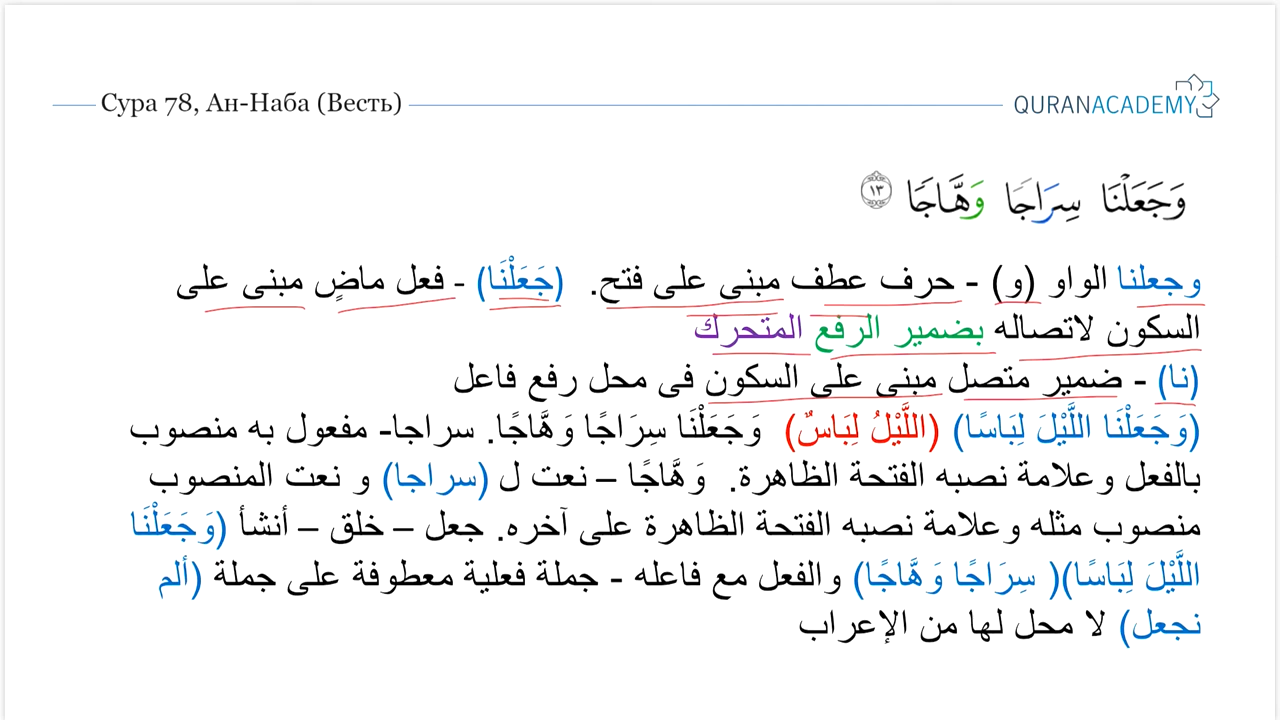 Сура 78, Ан-Наба (Весть)
QURANACADEMY
وَجَعَلْنَا سِرَاجًا وَهَّاجًا ١٣
وجعلنا الواو (و) - حرف عطف مبنى على فتح. (جَعَلْنَا) - فعل ماضٍ مبنى على
السكون لاتصاله بضمير الرفع المتحرك
(نا) - ضمير متصل مبنى على السكون فى محل رفع فاعل
(وَجَعَلْنَا اللَّيْلَ لِبَاسًا) (اللَّيْلُ لِبَاسٌ) وَجَعَلْنَا سِرَاجًا وَهَّاجًا. سراجا- مفعول به منصوب
بالفعل وعلامة نصبه الفتحة الظاهرة. وَهَّاجًا – نعت ل (سراجا) و نعت المنصوب
منصوب مثله وعلامة نصبه الفتحة الظاهرة على آخره. جعل – خلق – أنشأ (وَجَعَلْنَا
اللَّيْلَ لِبَاسًا)( سِرَاجًا وَهَّاجًا) والفعل مع فاعله - جملة فعلية معطوفة على جملة (ألم
نجعل) لا محل لها من الإعراب